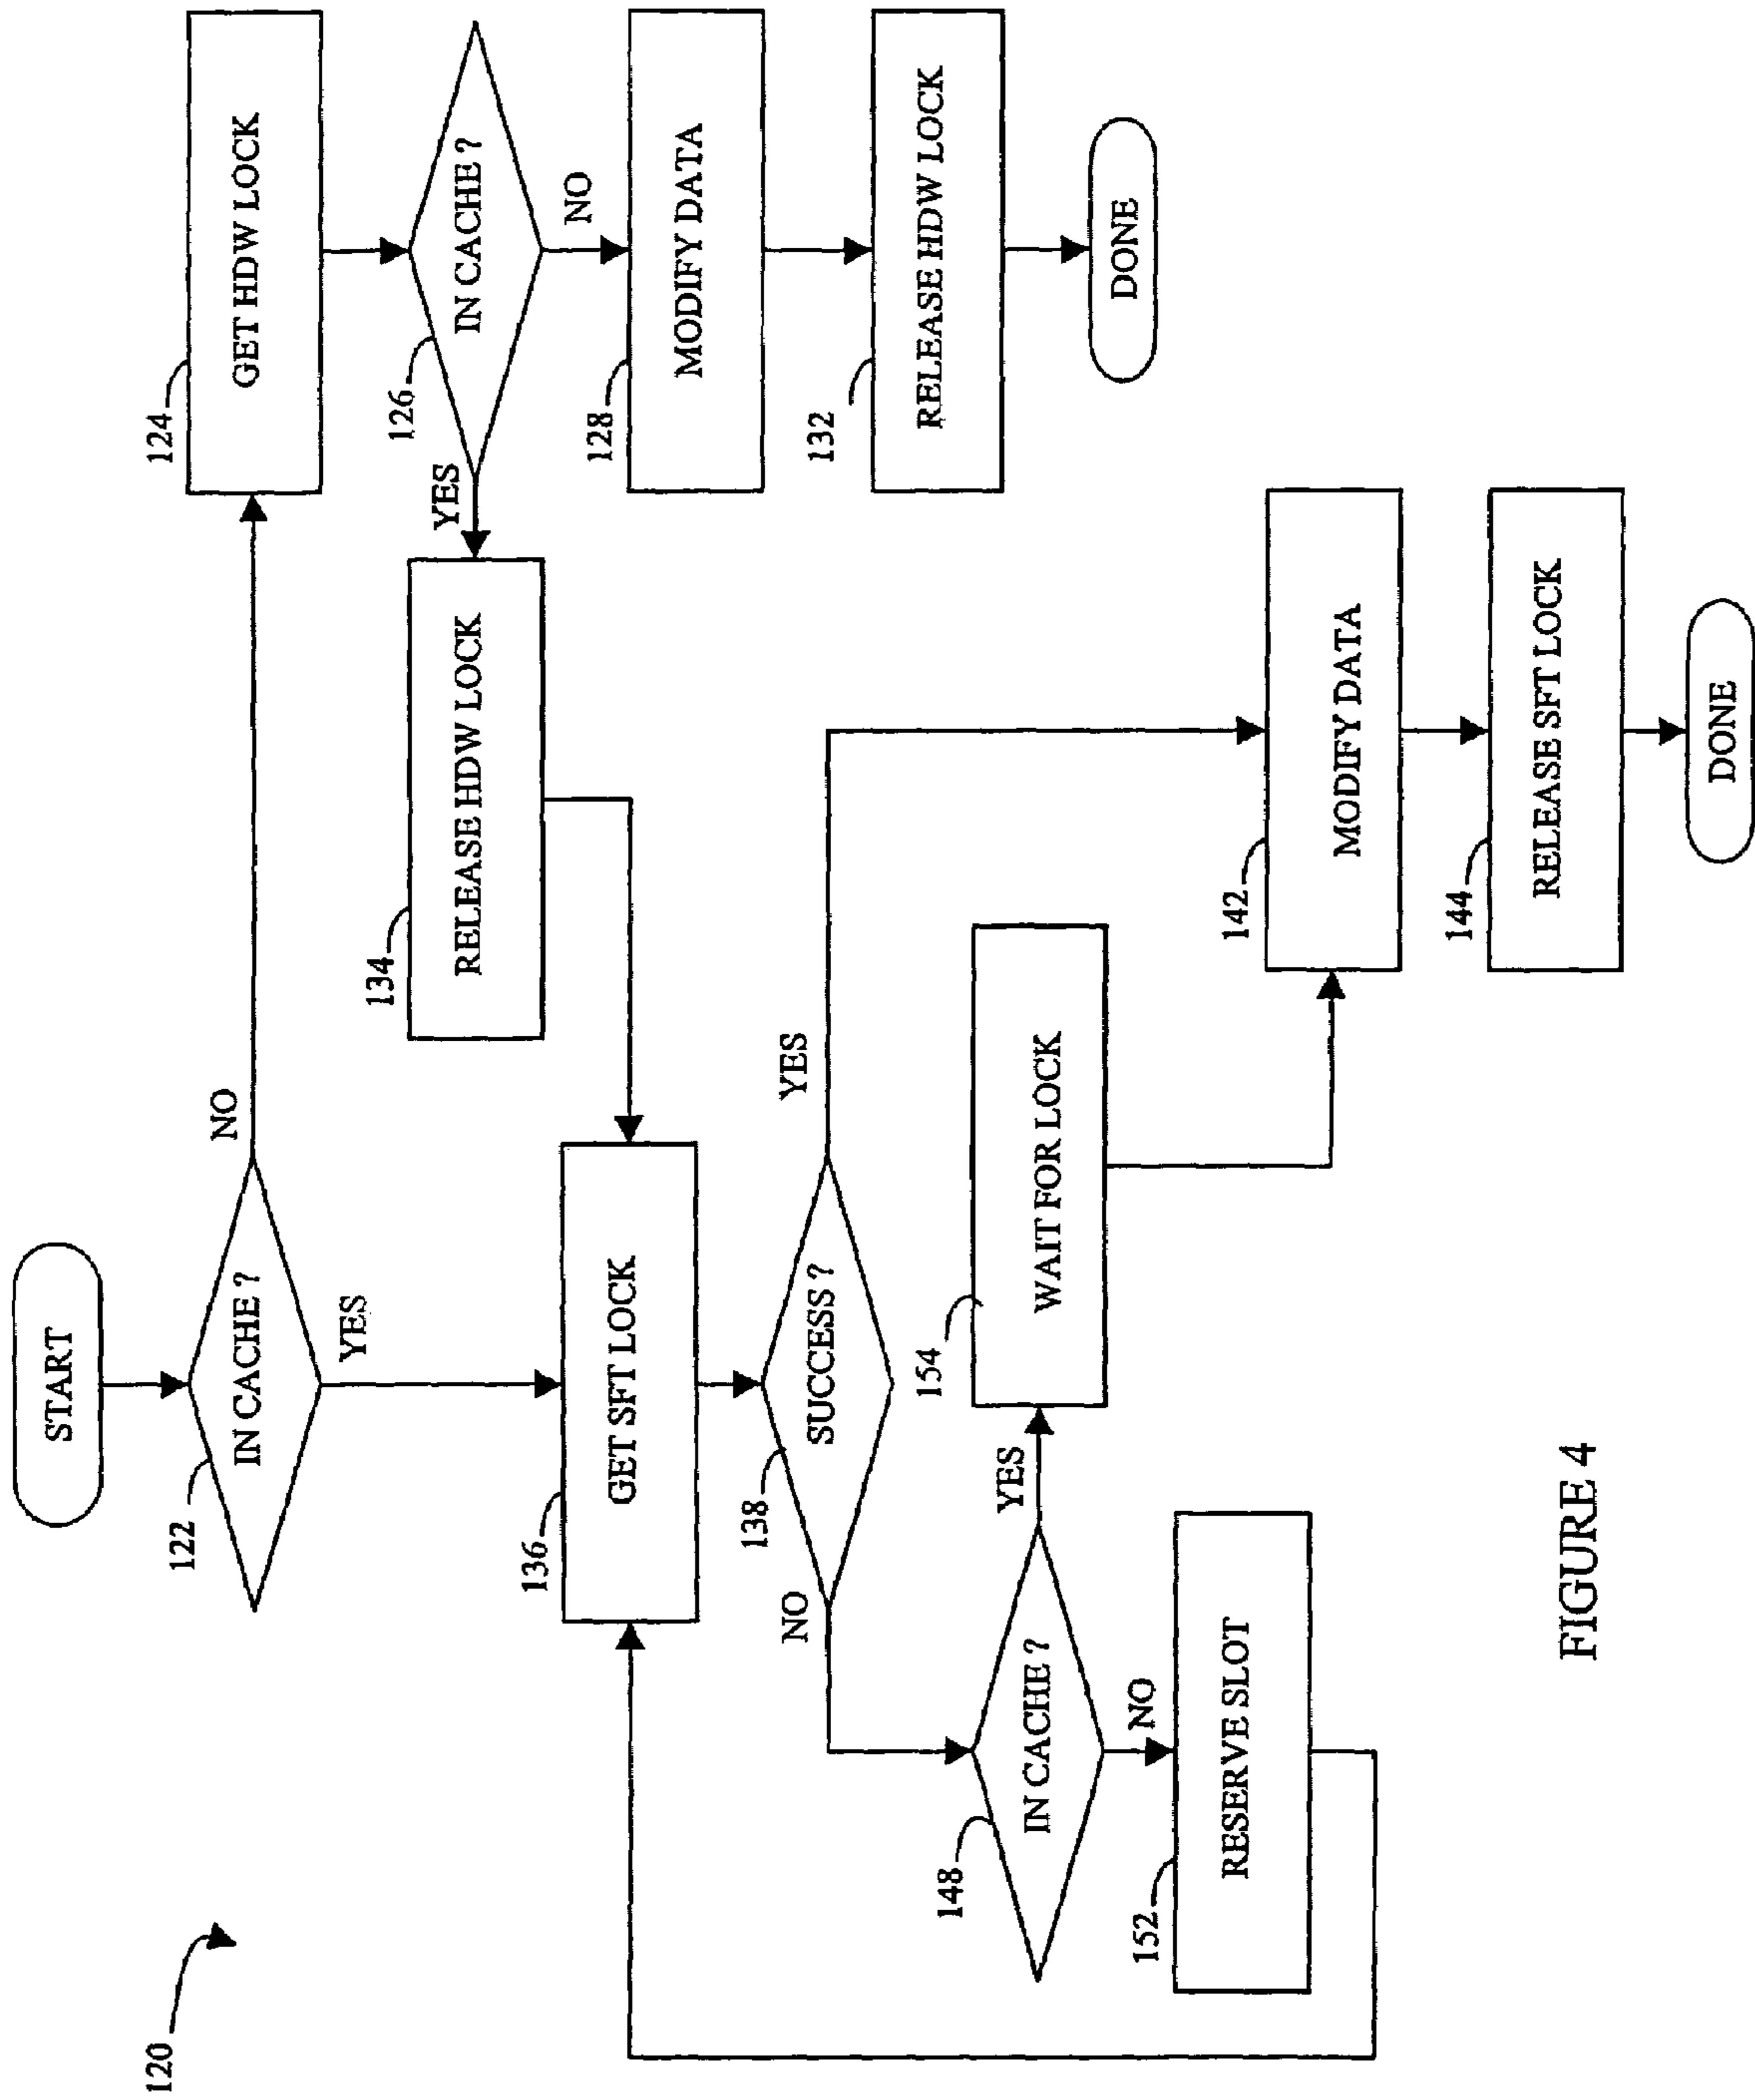 120
START
122
IN CACHE ?
NO
YES
124
GET HDW LOCK
126
IN CACHE ?
YES
NO
128
MODIFY DATA
132
RELEASE HDW LOCK
DONE
134
RELEASE HDW LOCK
136
GET SFT LOCK
138
SUCCESS ?
YES
NO
148
IN CACHE ?
YES
NO
152
RESERVE SLOT
154
WAIT FOR LOCK
142
MODIFY DATA
144
RELEASE SFT LOCK
DONE
FIGURE 4